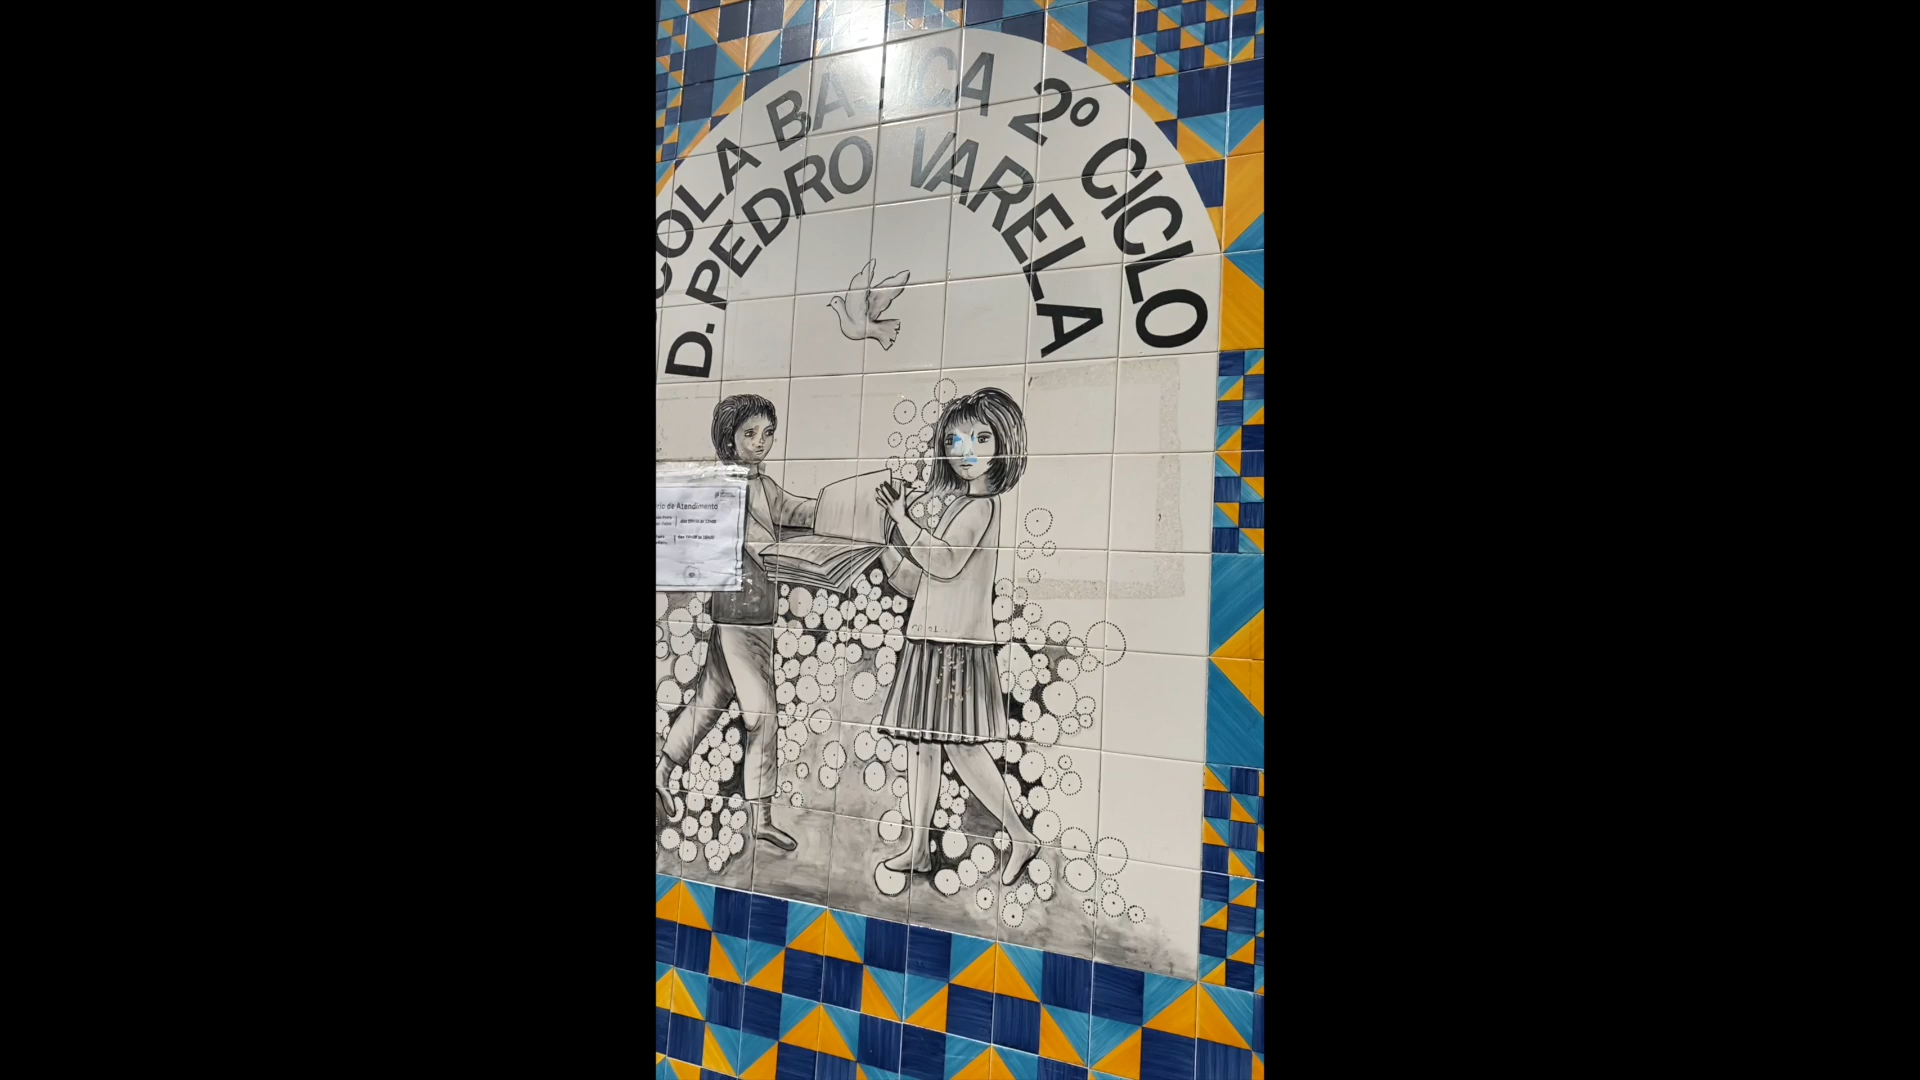 COLA BA CA 2º CICLO
D. PEDRO VARELA
de Atendimento